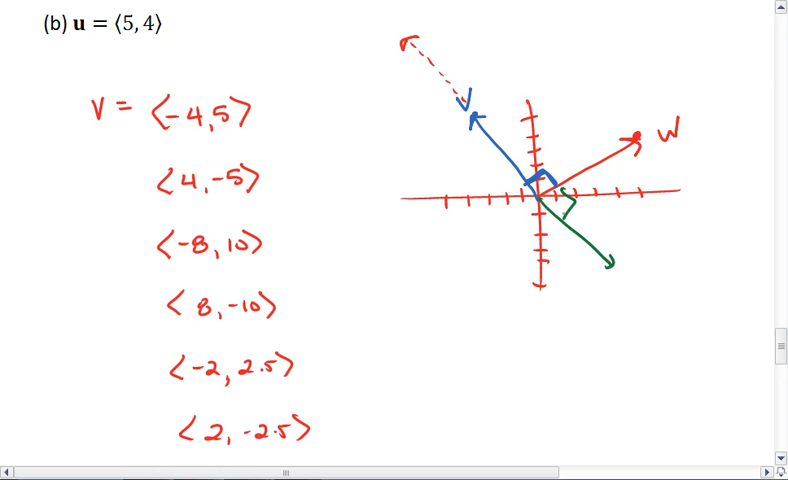 (b) u = ⟨5, 4⟩
V = <-4,5>
<4,-5>
<-8,10>
<8,-10>
<-2, 2.5>
<2, -2.5>
V
W